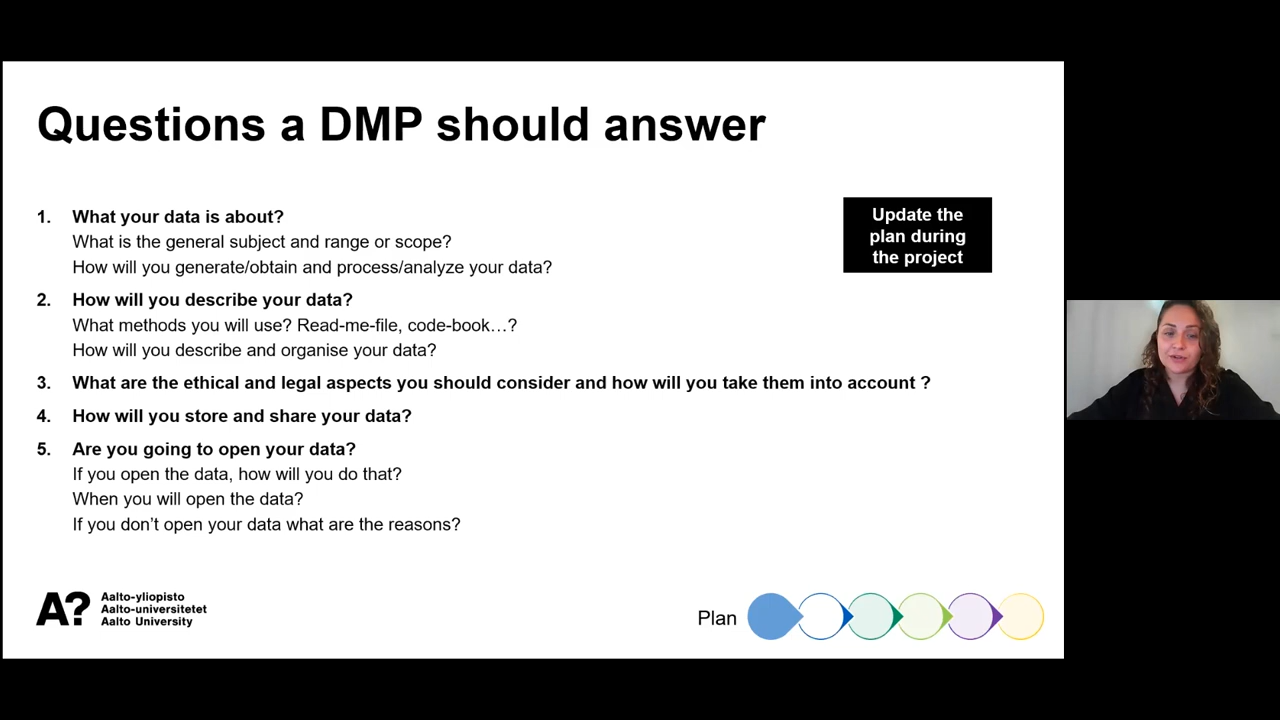 Questions a DMP should answer
1. What your data is about?
What is the general subject and range or scope?
How will you generate/obtain and process/analyze your data?
2. How will you describe your data?
What methods you will use? Read-me-file, code-book…?
How will you describe and organise your data?
3. What are the ethical and legal aspects you should consider and how will you take them into account ?
4. How will you store and share your data?
5. Are you going to open your data?
If you open the data, how will you do that?
When you will open the data?
If you don’t open your data what are the reasons?
Update the
plan during
the project
A?
Aalto-yliopisto
Aalto-universitetet
Aalto University
Plan